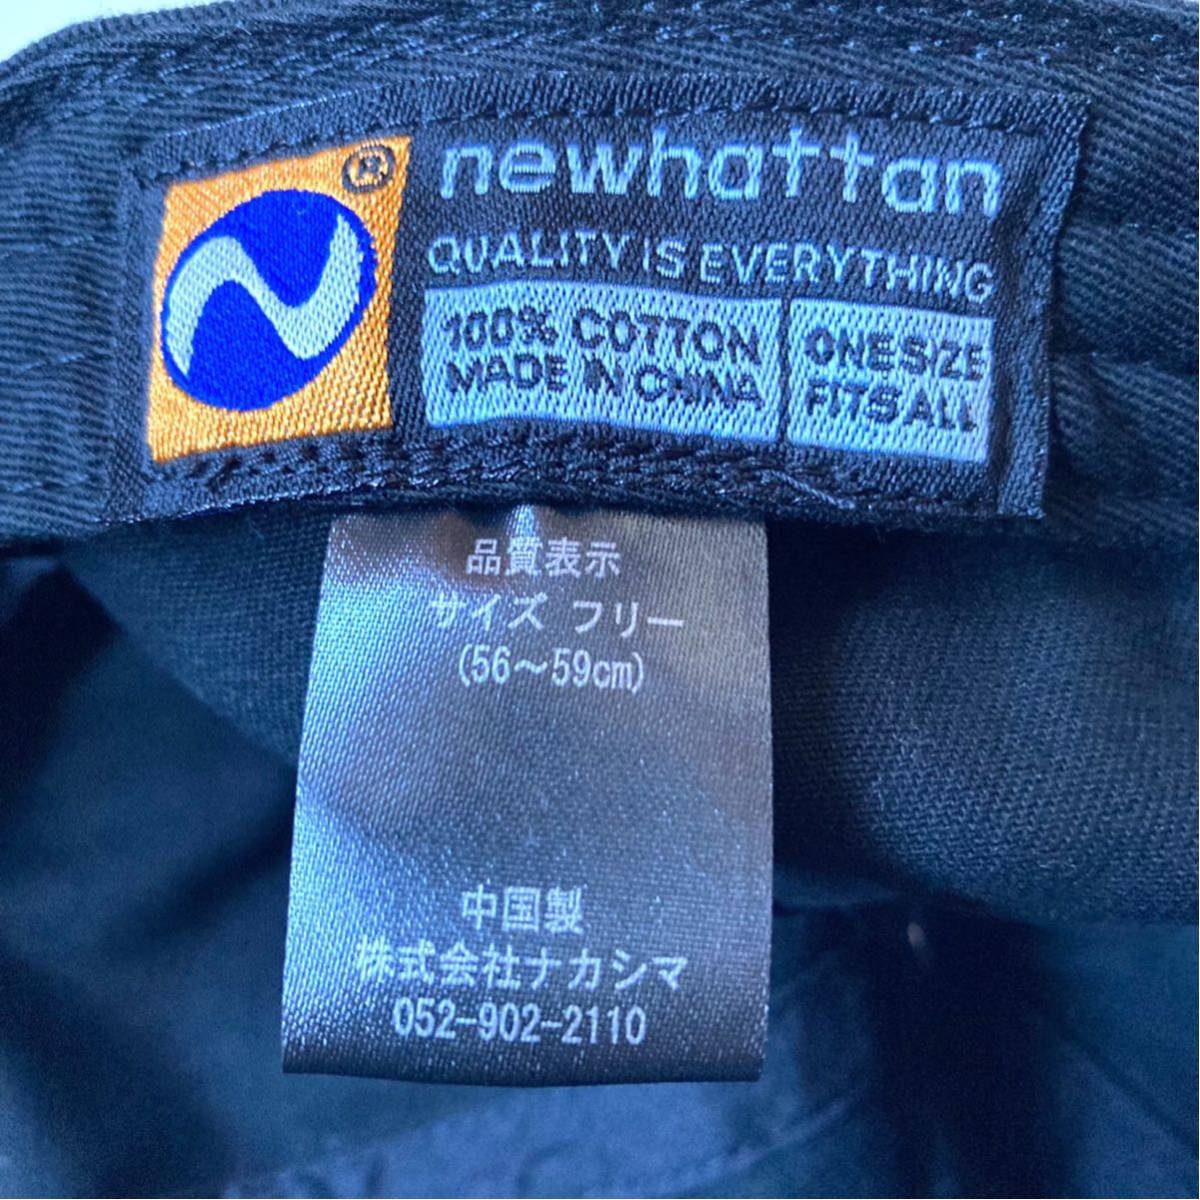 ®
newhattan
QUALITY IS EVERYTHING
100% COTTON
MADE IN CHINA
ONE SIZE
FITS ALL
品質表示
サイズ フリー
(56～59cm)
中国製
株式会社ナカシマ
052-902-2110